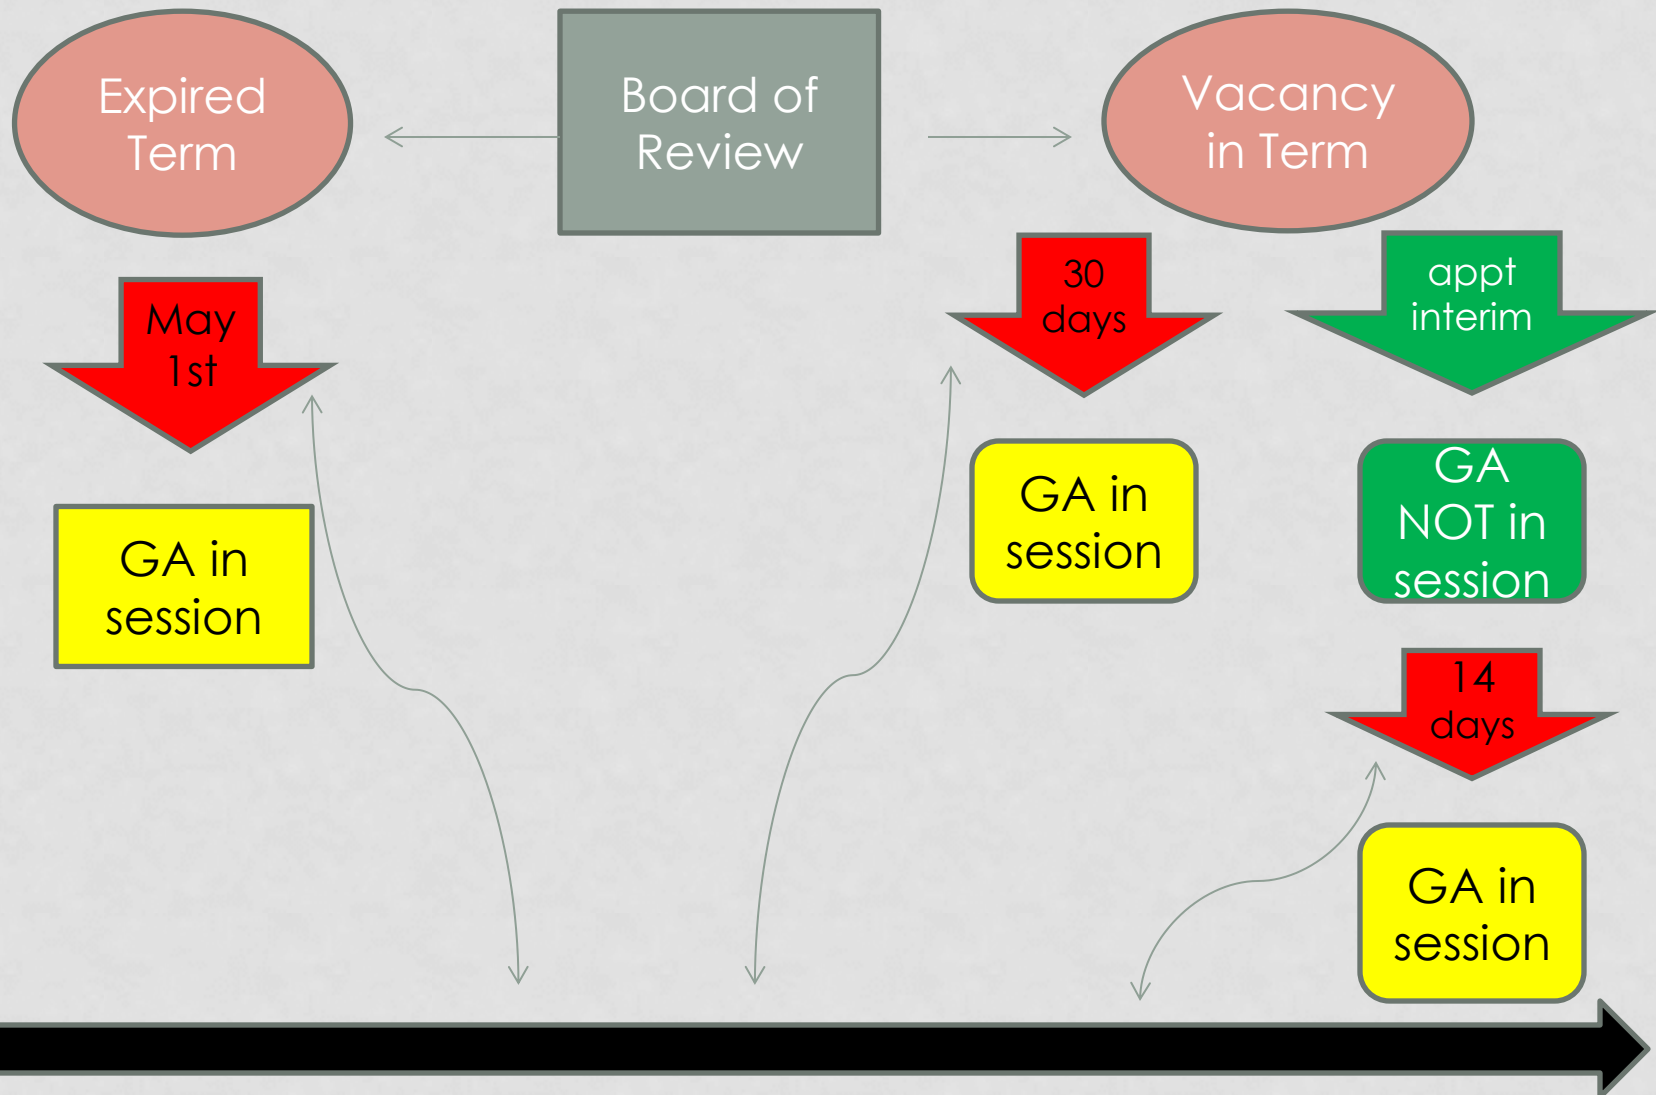 Expired
Term
Board of
Review
Vacancy
in Term
May
1st
30
days
appt
interim
GA in
session
GA in
session
GA
NOT in
session
14
days
GA in
session